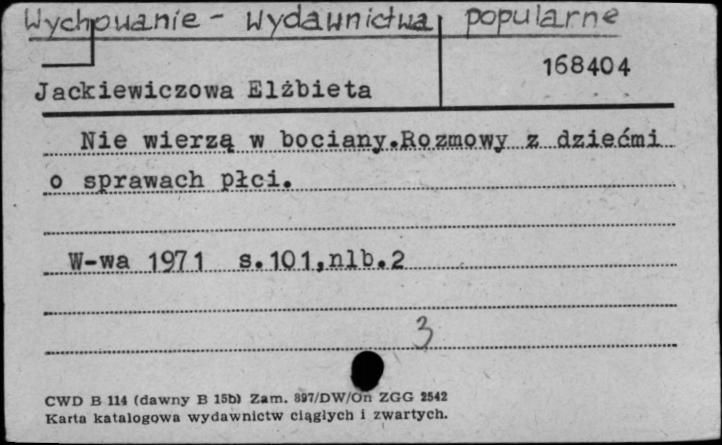 Wychowanie - Wydawnictwa popularne
168404
Jackiewiczowa Elżbieta
Nie wierzą w bociany.Rozmowy z dziećmi
o sprawach płci.
W-wa 1971 s.101,nlb.2
3
CWD B 114 (dawny B 15b) Zam. 897/DW/On ZGG 2542
Karta katalogowa wydawnictw ciągłych i zwartych.